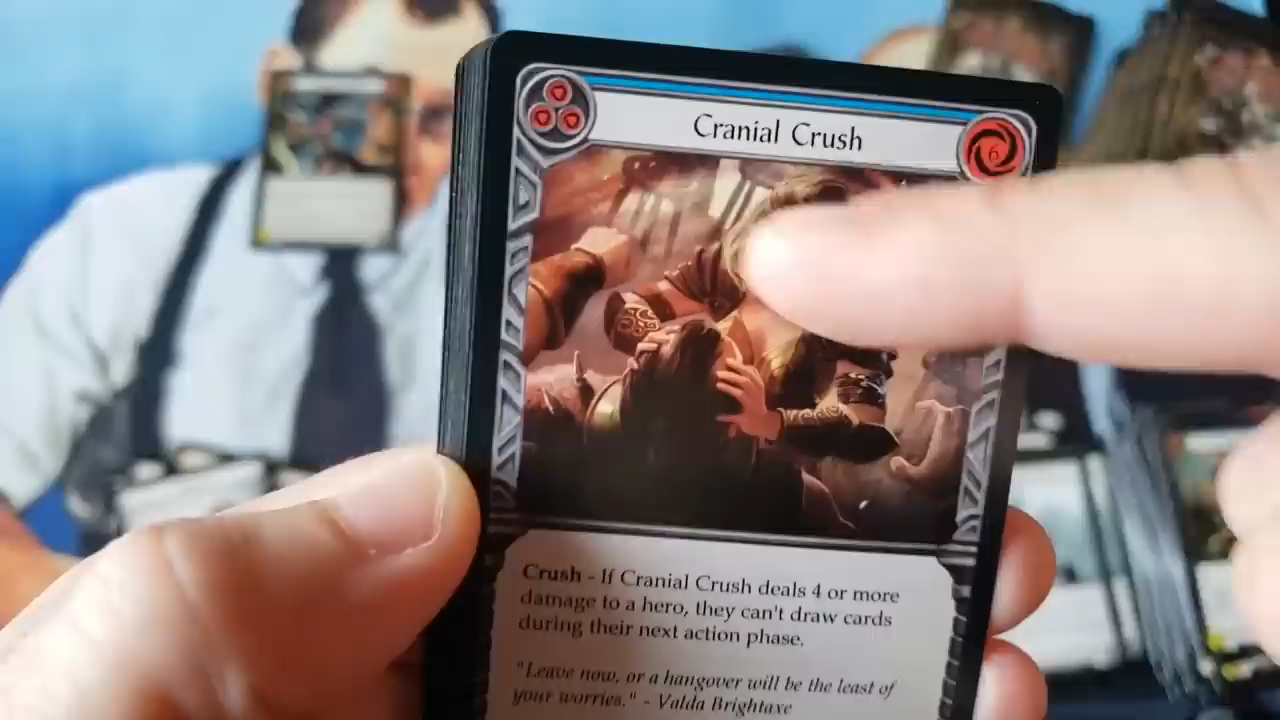 Cranial Crush
6
Crush - If Cranial Crush deals 4 or more
damage to a hero, they can't draw cards
during their next action phase.
"Leave now, or a hangover will be the least of
your worries." - Valda Brightaxe